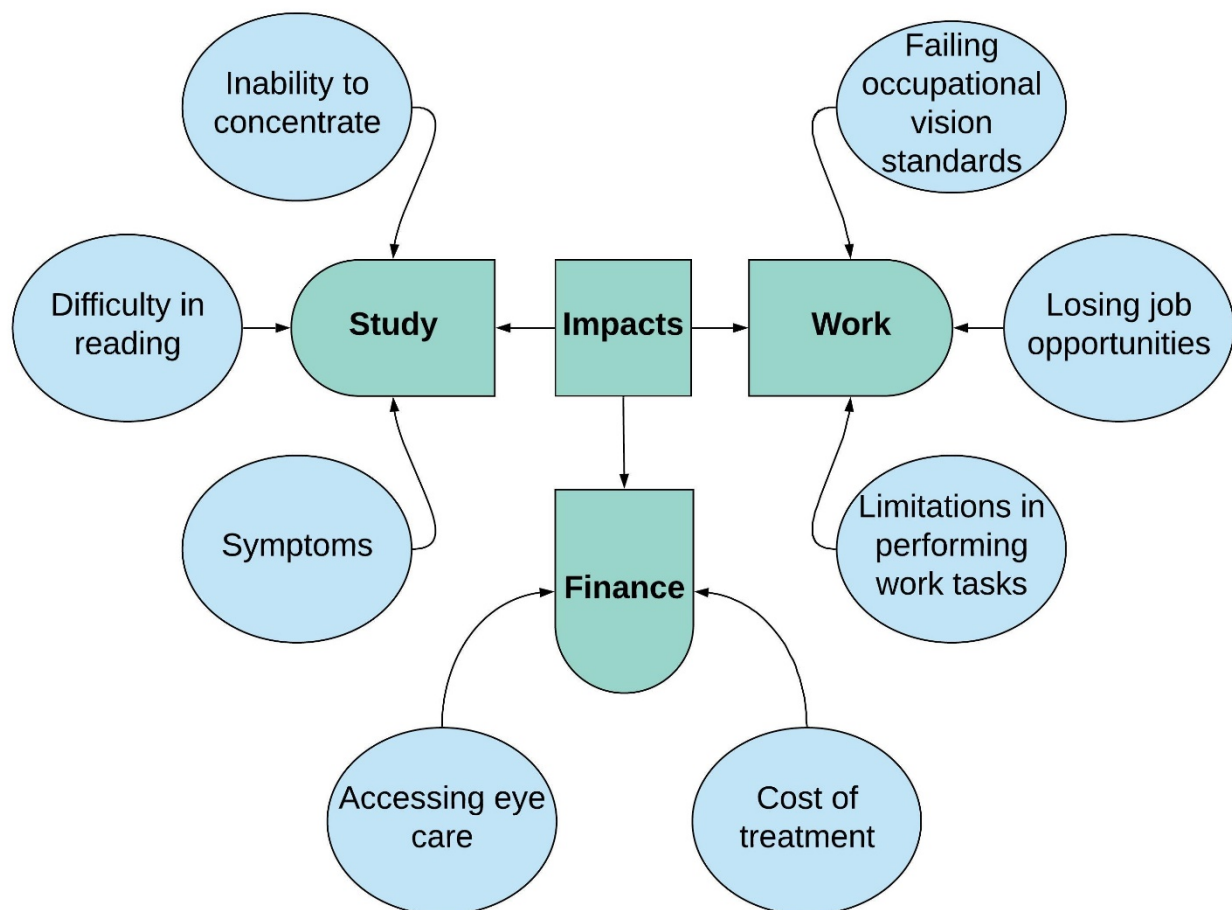 Inability to
concentrate
Failing
occupational
vision
standards
Difficulty in
reading
Study
Impacts
Work
Losing job
opportunities
Symptoms
Limitations in
performing
work tasks
Finance
Accessing eye
care
Cost of
treatment